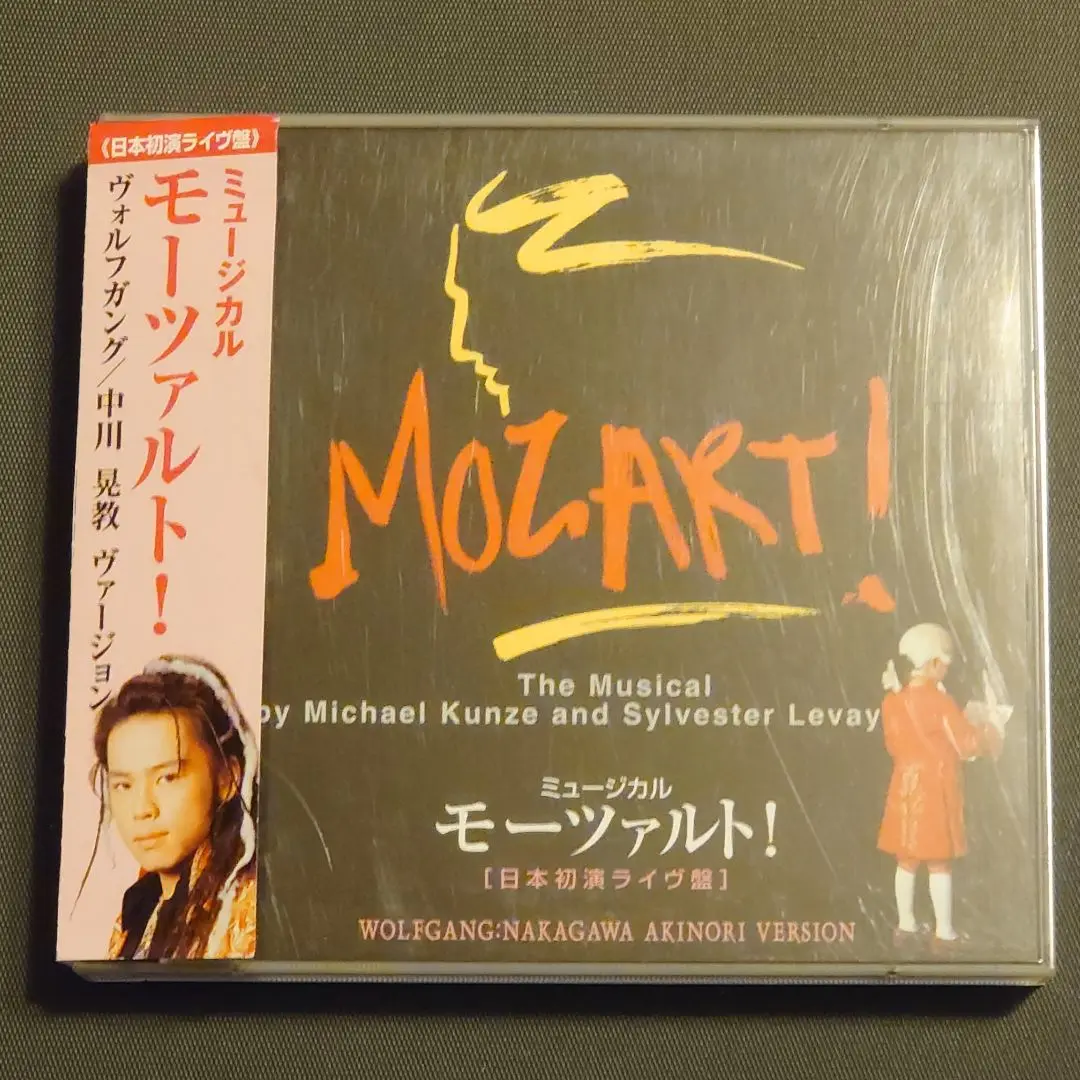 《日本初演ライヴ盤》
ミュージカル
モーツァルト!
ヴォルフガング/中川 晃教 ヴァージョン
MOZART!
The Musical
by Michael Kunze and Sylvester Levay
ミュージカル
モーツァルト!
[日本初演ライヴ盤]
WOLFGANG:NAKAGAWA AKINORI VERSION